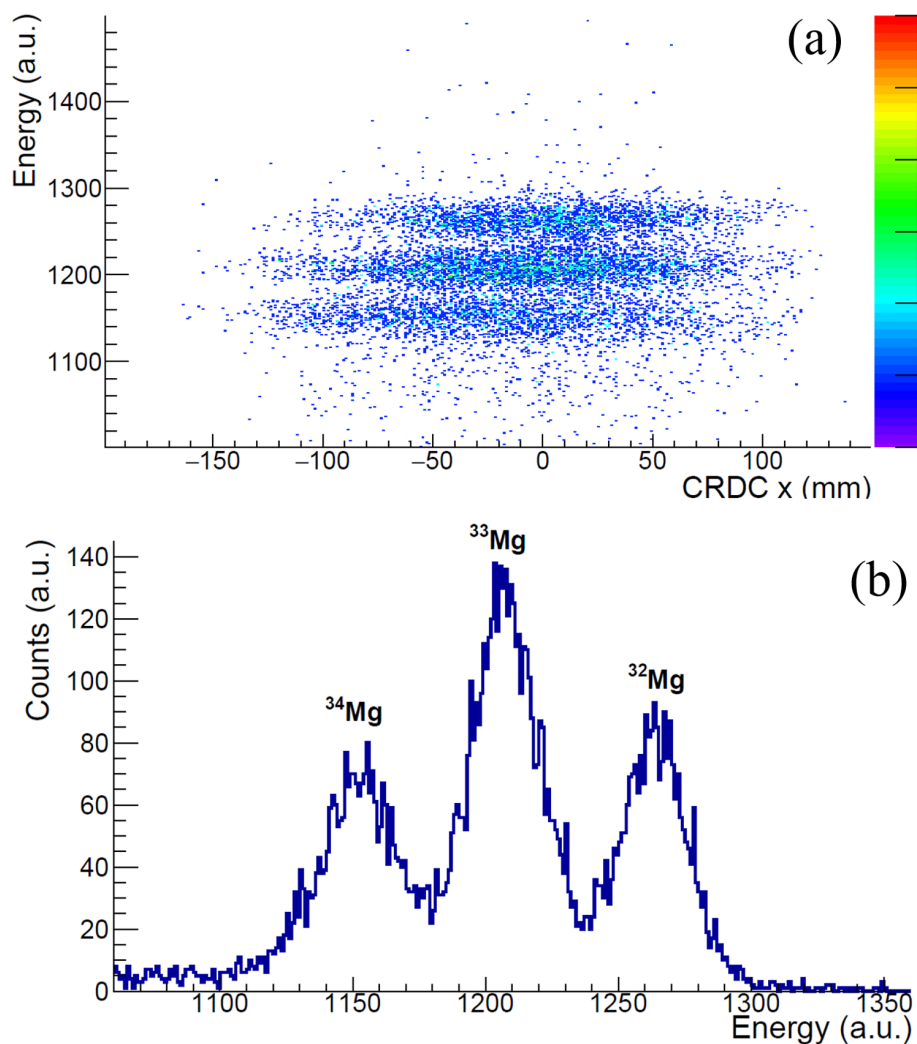 (a)
Energy (a.u.)
1400
1300
1200
1100
−150 −100 −50 0 50 100
CRDC x (mm)
(b)
Counts (a.u.)
³³Mg
³²Mg
³⁴Mg
140
120
100
80
60
40
20
0
1100 1150 1200 1250 1300 1350
Energy (a.u.)